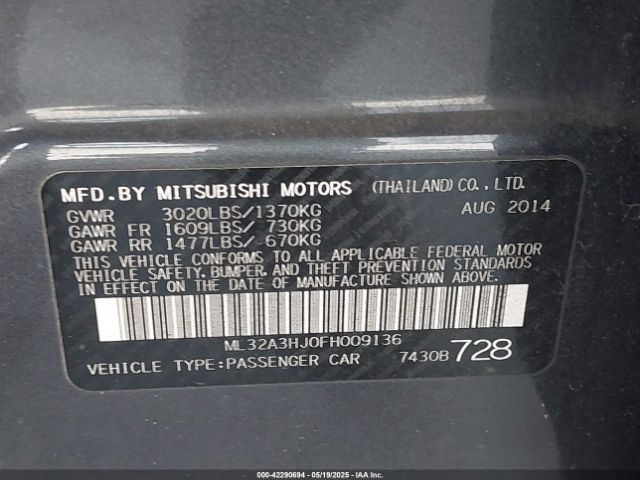 MFD. BY MITSUBISHI MOTORS (THAILAND) CO., LTD.
GVWR 3020LBS/1370KG AUG 2014
GAWR FR 1609LBS/ 730KG
GAWR RR 1477LBS/ 670KG
THIS VEHICLE CONFORMS TO ALL APPLICABLE FEDERAL MOTOR
VEHICLE SAFETY, BUMPER, AND THEFT PREVENTION STANDARDS
IN EFFECT ON THE DATE OF MANUFACTURE SHOWN ABOVE.
ML32A3HJ0FH009136
VEHICLE TYPE:PASSENGER CAR 7430B 728
000-42290694 - 05/19/2025 - IAAI.COM